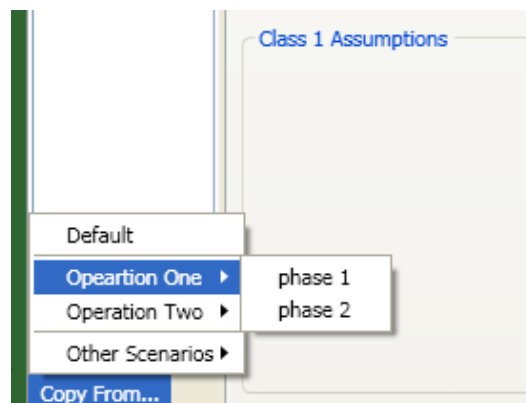 Class 1 Assumptions
Default
Opeartion One
phase 1
Operation Two
phase 2
Other Scenarios
Copy From...